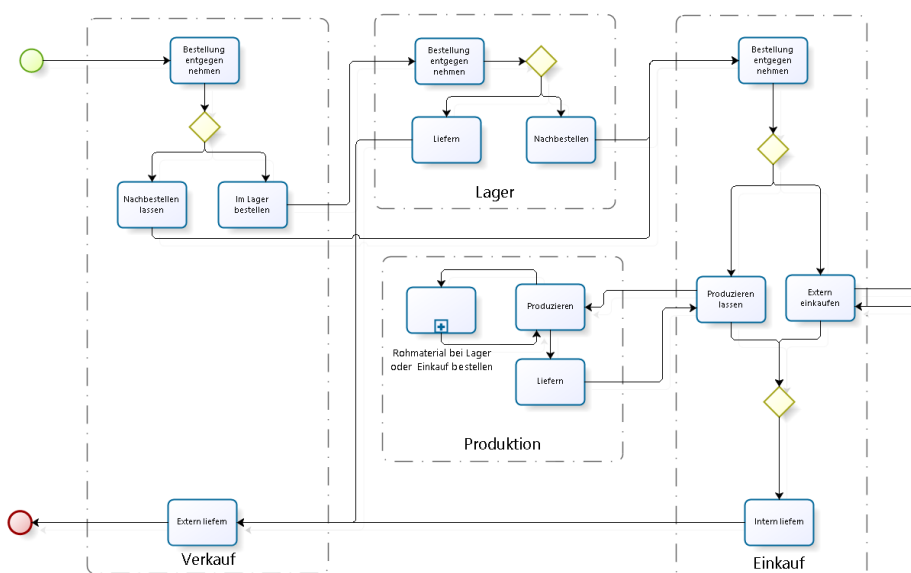 Bestellung
entgegen
nehmen
Nachbestellen
lassen
Im Lager
bestellen
Extern liefern
Verkauf
Bestellung
entgegen
nehmen
Liefern
Nachbestellen
Lager
Produzieren
Rohmaterial bei Lager
oder Einkauf bestellen
Liefern
Produktion
Bestellung
entgegen
nehmen
Produzieren
lassen
Extern
einkaufen
Intern liefern
Einkauf